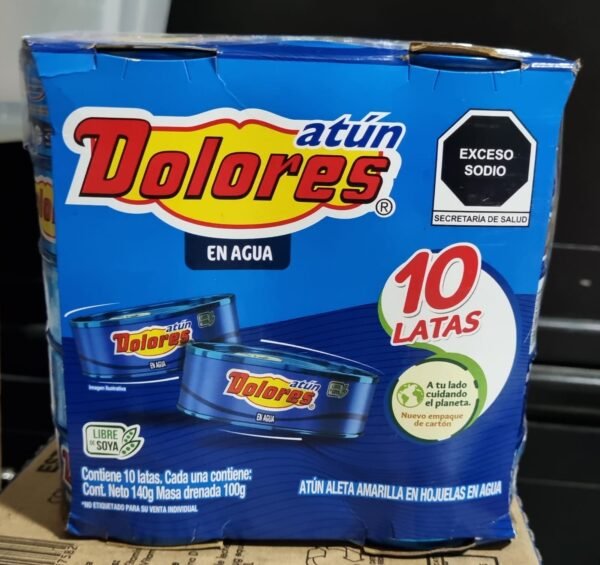 atún
Dolores®
EN AGUA
EXCESO
SODIO
SECRETARÍA DE SALUD
10
LATAS
atún
Dolores
EN AGUA
Imagen ilustrativa
atún
Dolores®
EN AGUA
A tu lado
cuidando
el planeta.
Nuevo empaque
de cartón
LIBRE
DE SOYA
Contiene 10 latas. Cada una contiene:
Cont. Neto 140g Masa drenada 100g
*NO ETIQUETADO PARA SU VENTA INDIVIDUAL
ATÚN ALETA AMARILLA EN HOJUELAS EN AGUA